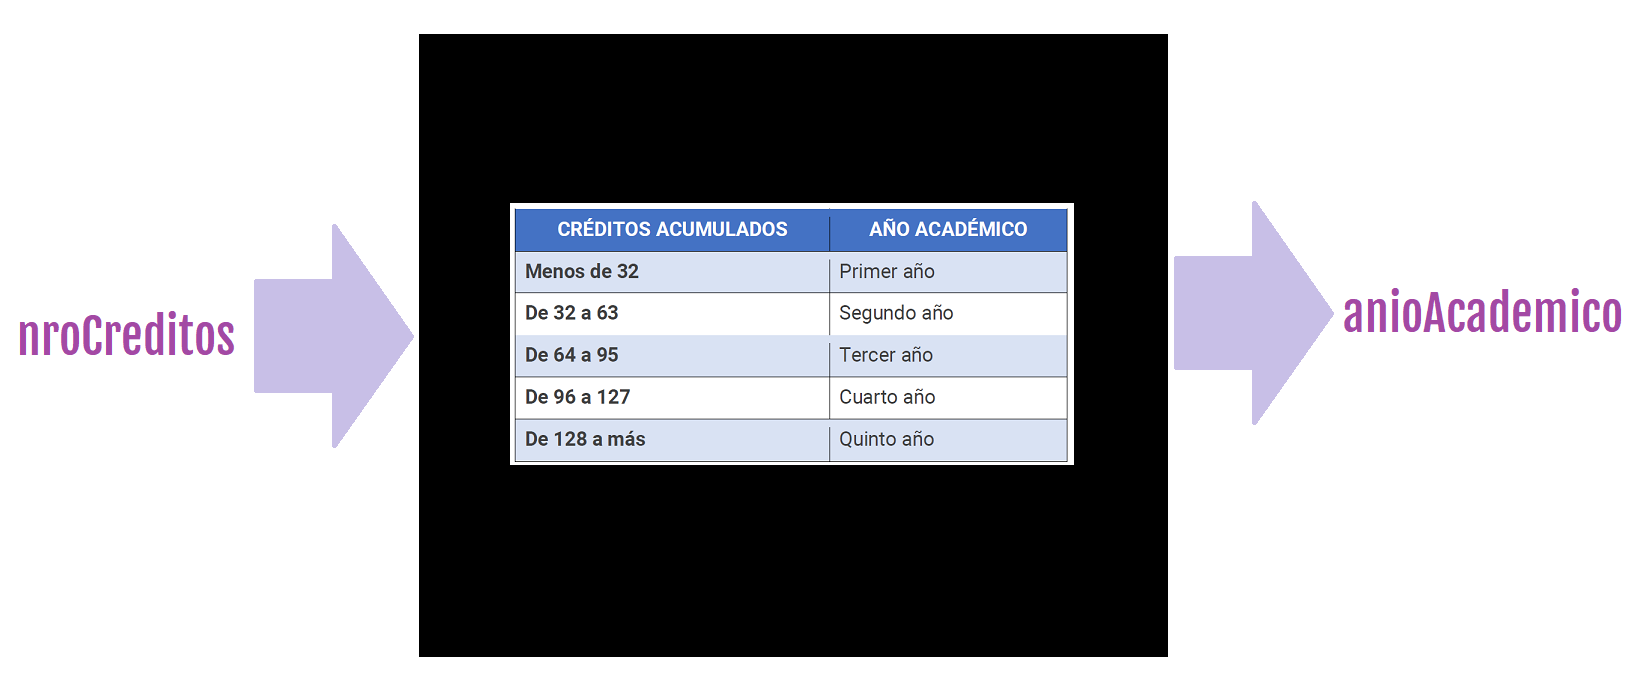 nroCreditos
CRÉDITOS ACUMULADOS AÑO ACADÉMICO
Menos de 32 Primer año
De 32 a 63 Segundo año
De 64 a 95 Tercer año
De 96 a 127 Cuarto año
De 128 a más Quinto año
anioAcademico